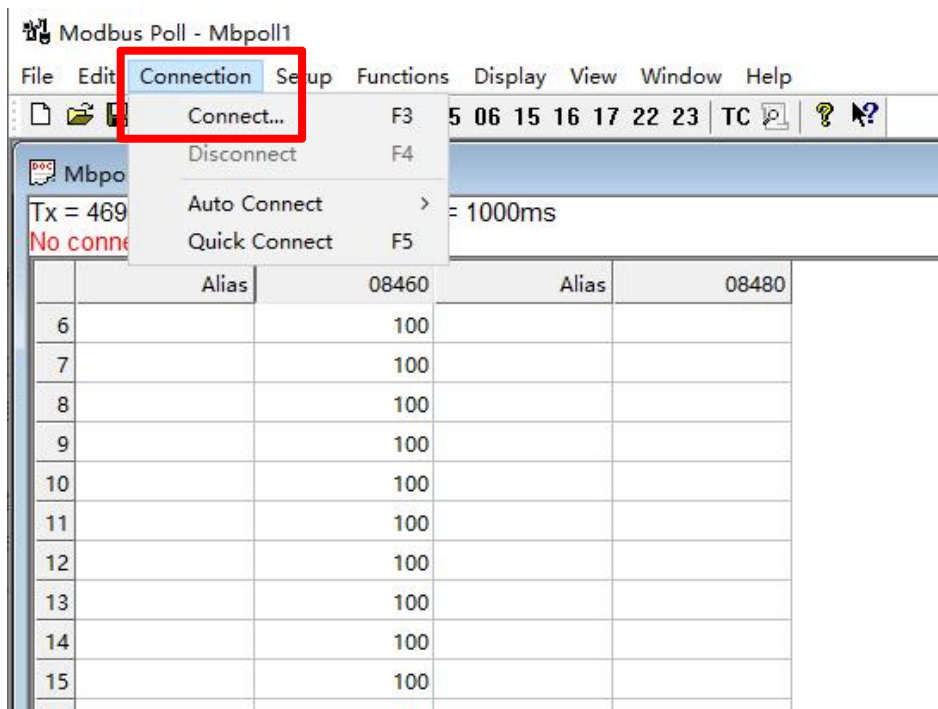 Modbus Poll - Mbpoll1
File Edit Connection Setup Functions Display View Window Help
Connect... F3 5 06 15 16 17 22 23 TC
Disconnect F4
Mbpo
Auto Connect >
Tx = 469 = 1000ms
No conne Quick Connect F5
Alias 08460 Alias 08480
6 100
7 100
8 100
9 100
10 100
11 100
12 100
13 100
14 100
15 100